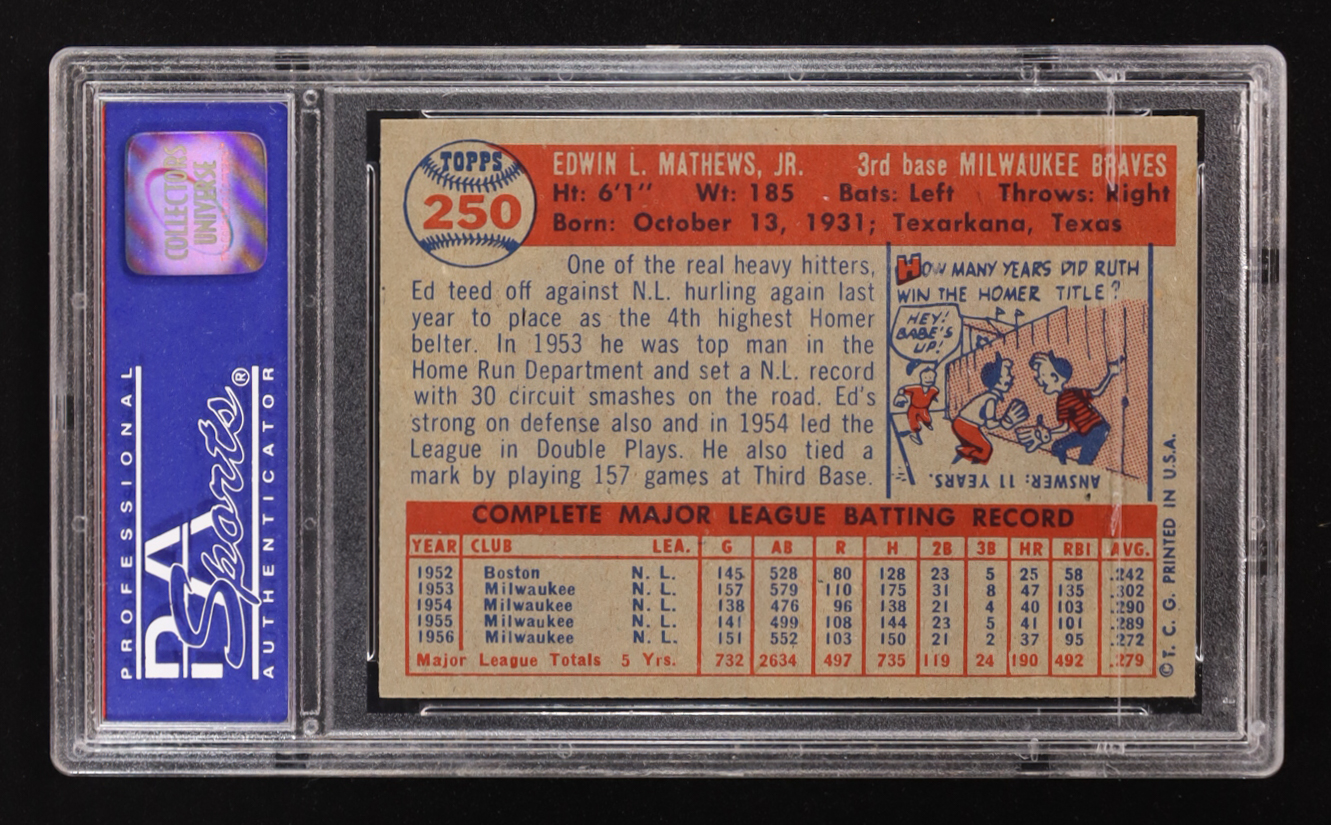 COLLECTORS
UNIVERSE
PROFESSIONAL
PSA
Sports®
AUTHENTICATOR
TOPPS
250
EDWIN L. MATHEWS, JR. 3rd base MILWAUKEE BRAVES
Ht: 6'1" Wt: 185 Bats: Left Throws: Right
Born: October 13, 1931; Texarkana, Texas
One of the real heavy hitters,
Ed teed off against N.L. hurling again last
year to place as the 4th highest Homer
belter. In 1953 he was top man in the
Home Run Department and set a N.L. record
with 30 circuit smashes on the road. Ed's
strong on defense also and in 1954 led the
League in Double Plays. He also tied a
mark by playing 157 games at Third Base.
HOW MANY YEARS DID RUTH
WIN THE HOMER TITLE?
HEY!
BABE'S
UP!
ANSWER: 11 YEARS.
COMPLETE MAJOR LEAGUE BATTING RECORD
YEAR CLUB LEA. G AB R H 2B 3B HR RBI AVG.
1952 Boston N. L. 145 528 80 128 23 5 25 58 .242
1953 Milwaukee N. L. 157 579 110 175 31 8 47 135 .302
1954 Milwaukee N. L. 138 476 96 138 21 4 40 103 .290
1955 Milwaukee N. L. 141 499 108 144 23 5 41 101 .289
1956 Milwaukee N. L. 151 552 103 150 21 2 37 95 .272
Major League Totals 5 Yrs. 732 2634 497 735 119 24 190 492 .279
© T. C. G. PRINTED IN U.S.A.